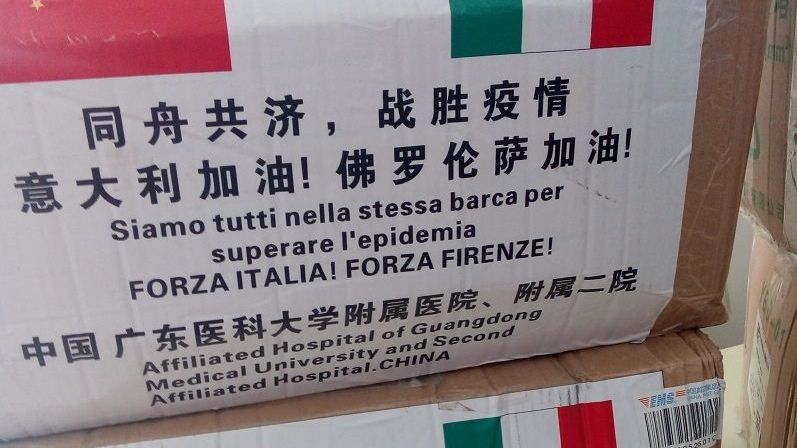 同舟共济，战胜疫情
意大利加油！佛罗伦萨加油！
Siamo tutti nella stessa barca per
superare l'epidemia
FORZA ITALIA! FORZA FIRENZE!
中国 广东医科大学附属医院、附属二院
Affiliated Hospital of Guangdong
Medical University and Second
Affiliated Hospital.CHINA
EMS